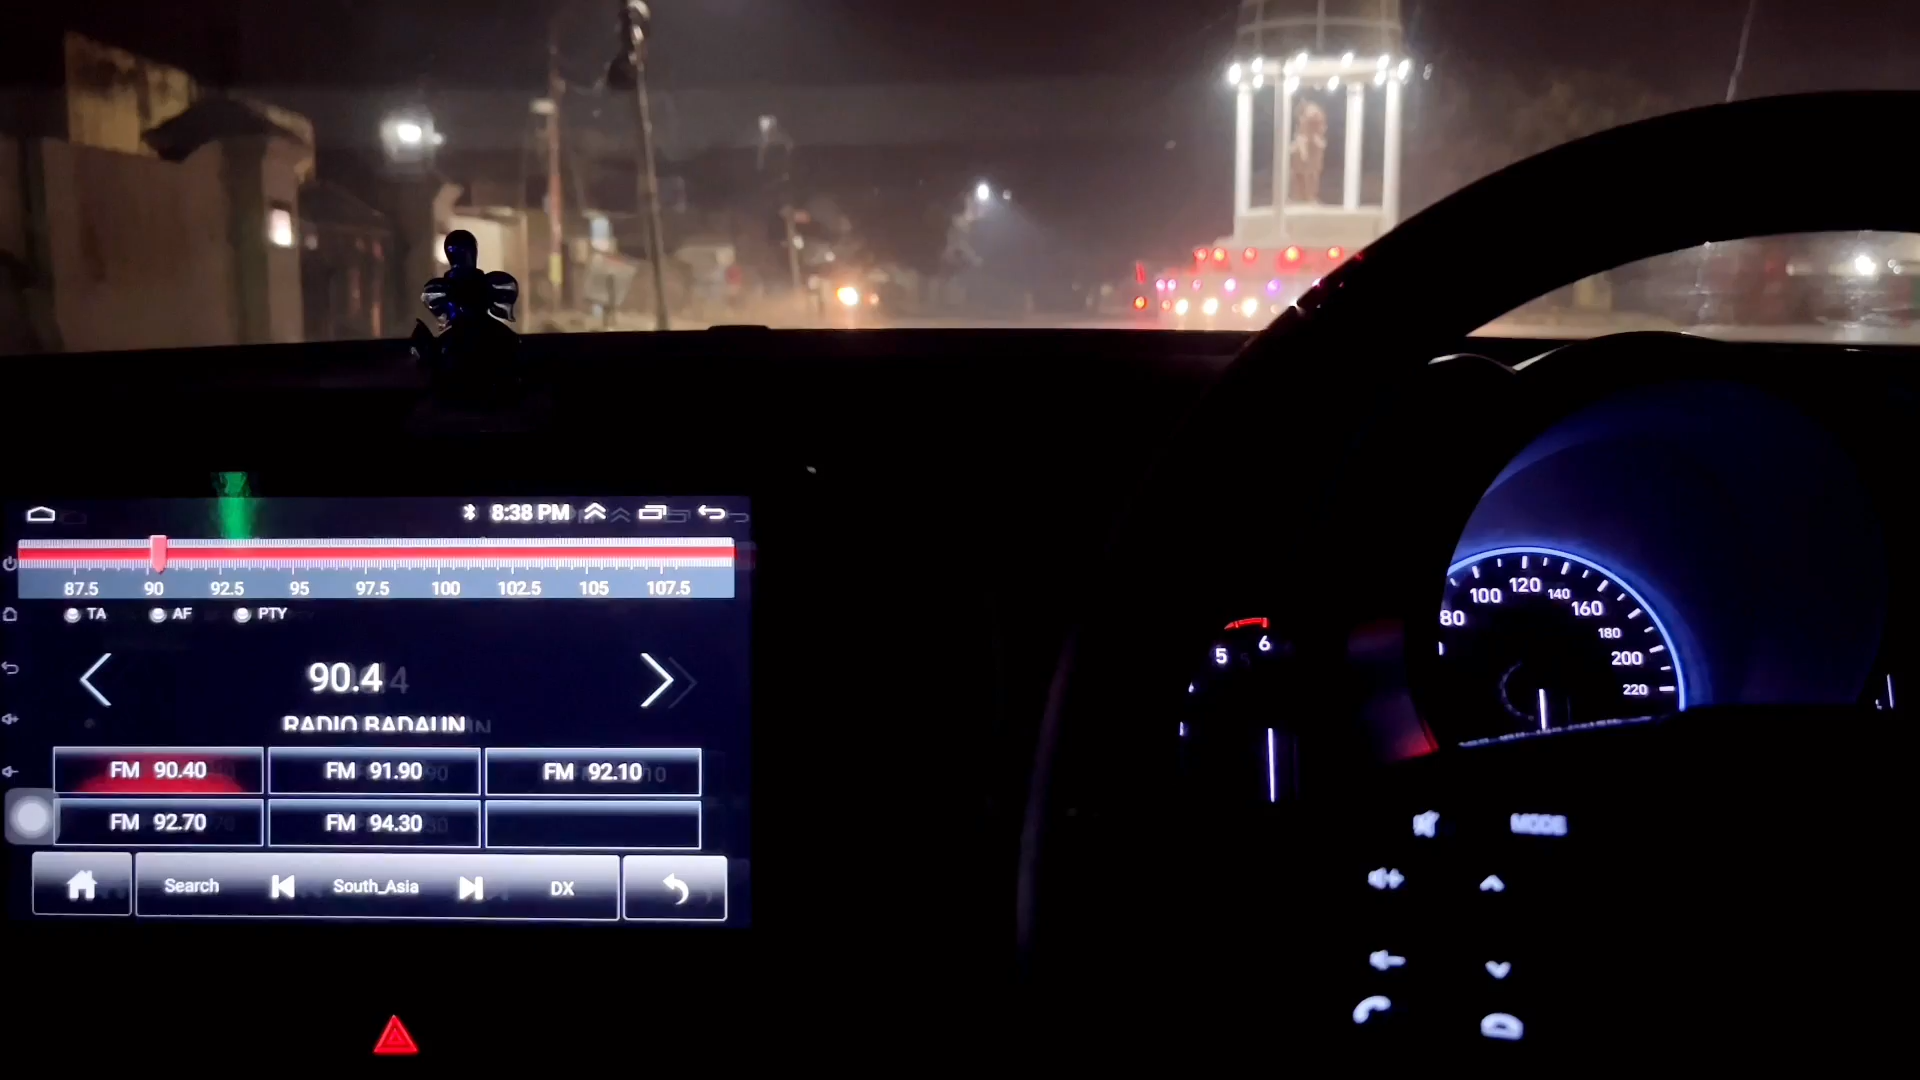 8:38 PM
87.5 90 92.5 95 97.5 100 102.5 105 107.5
TA AF PTY
90.4
RADIO BADAUN
FM 90.40 FM 91.90 FM 92.10
FM 92.70 FM 94.30
Search South_Asia DX
5 6
80 100 120 140 160 180 200 220
MODE